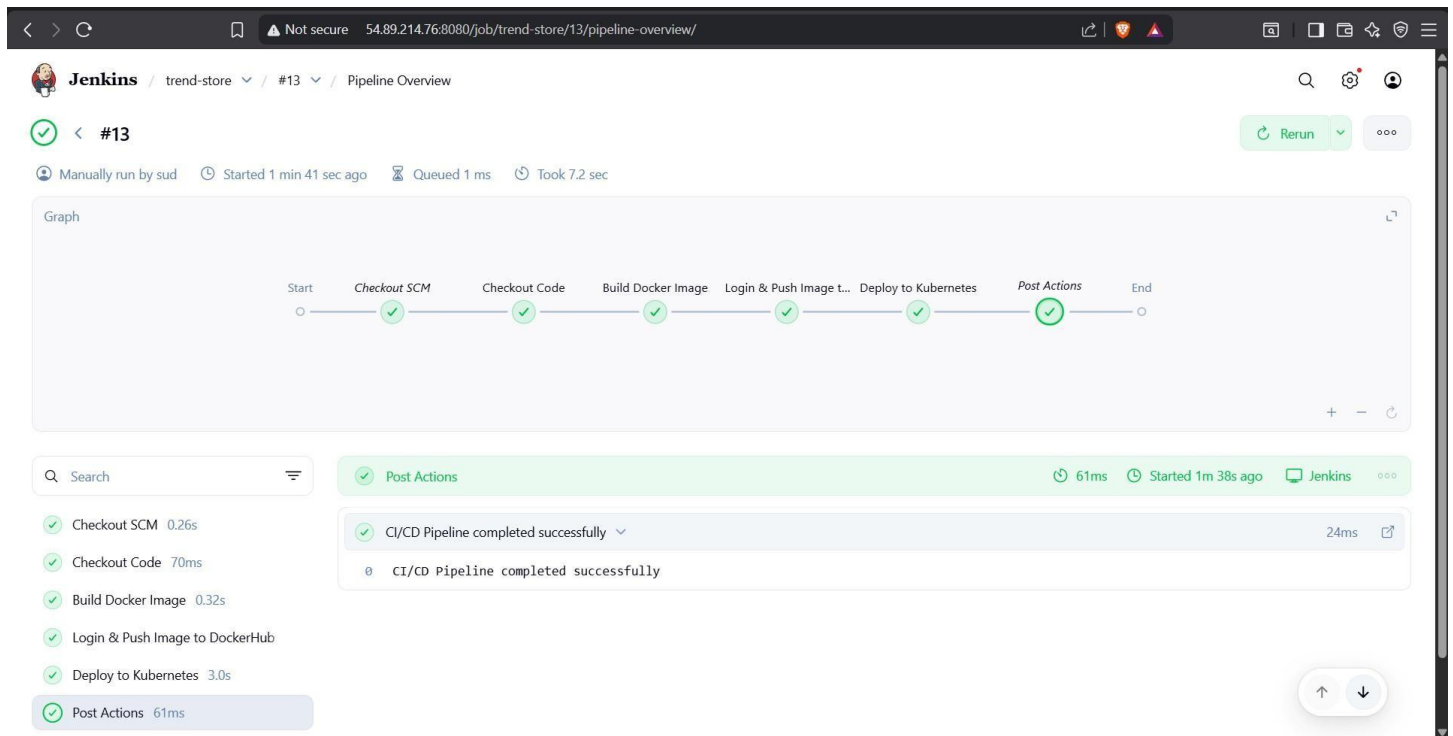 Not secure 54.89.214.76:8080/job/trend-store/13/pipeline-overview/
Jenkins / trend-store / #13 / Pipeline Overview
#13
Rerun
Manually run by sud Started 1 min 41 sec ago Queued 1 ms Took 7.2 sec
Graph
Start Checkout SCM Checkout Code Build Docker Image Login & Push Image t... Deploy to Kubernetes Post Actions End
Search
Post Actions 61ms Started 1m 38s ago Jenkins
Checkout SCM 0.26s
CI/CD Pipeline completed successfully 24ms
Checkout Code 70ms
0 CI/CD Pipeline completed successfully
Build Docker Image 0.32s
Login & Push Image to DockerHub
Deploy to Kubernetes 3.0s
Post Actions 61ms